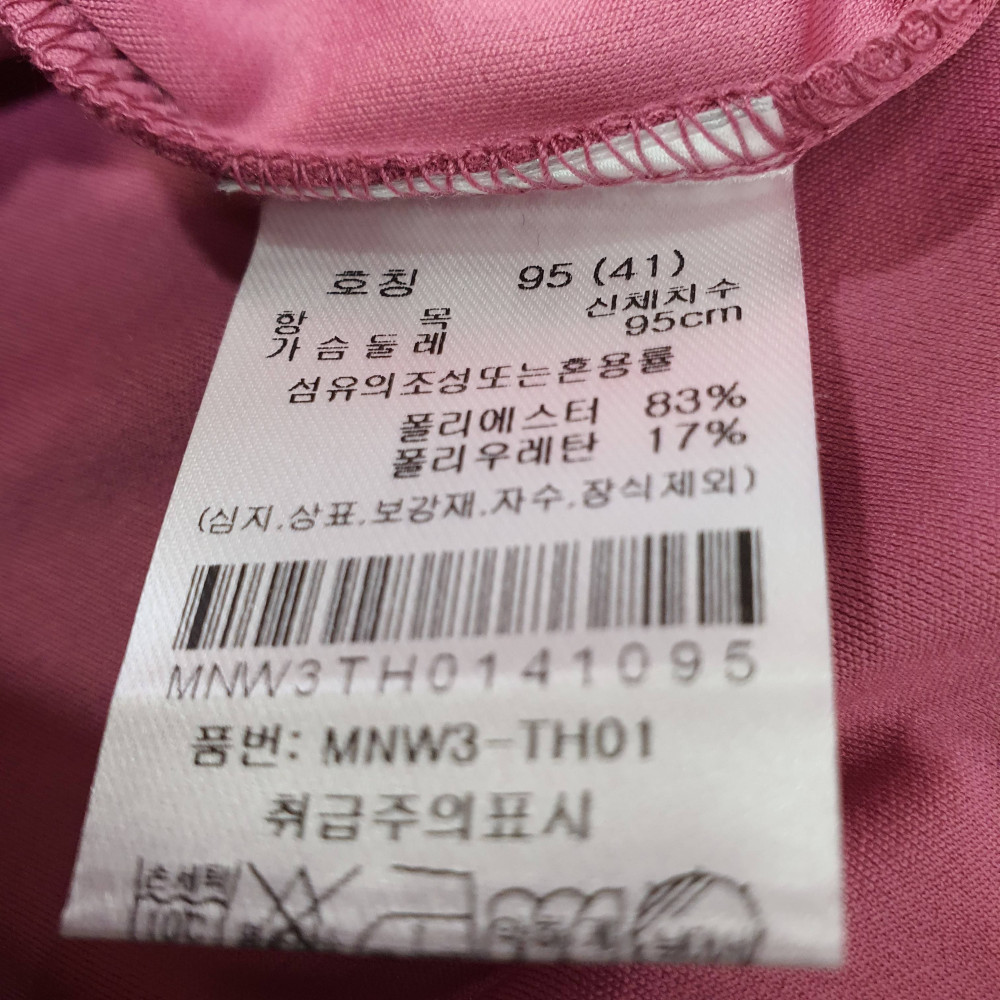 호칭 95 (41)
항 목 신체치수
가슴둘레 95cm
섬유의조성또는혼용률
폴리에스터 83%
폴리우레탄 17%
(심지.상표.보강재.자수.장식제외)
MNW3TH0141095
품번: MNW3-TH01
취급주의표시
손세탁